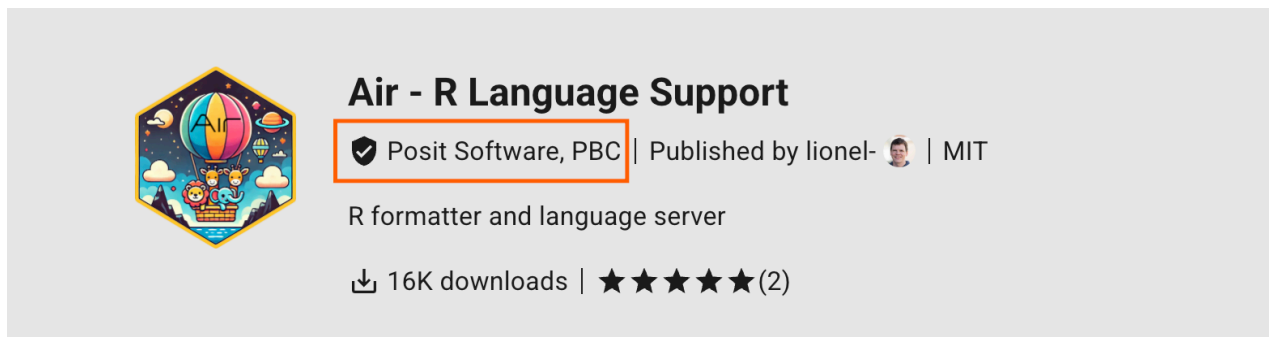 Air - R Language Support
Posit Software, PBC | Published by lionel- | MIT
R formatter and language server
16K downloads | ★★★★★(2)
Air